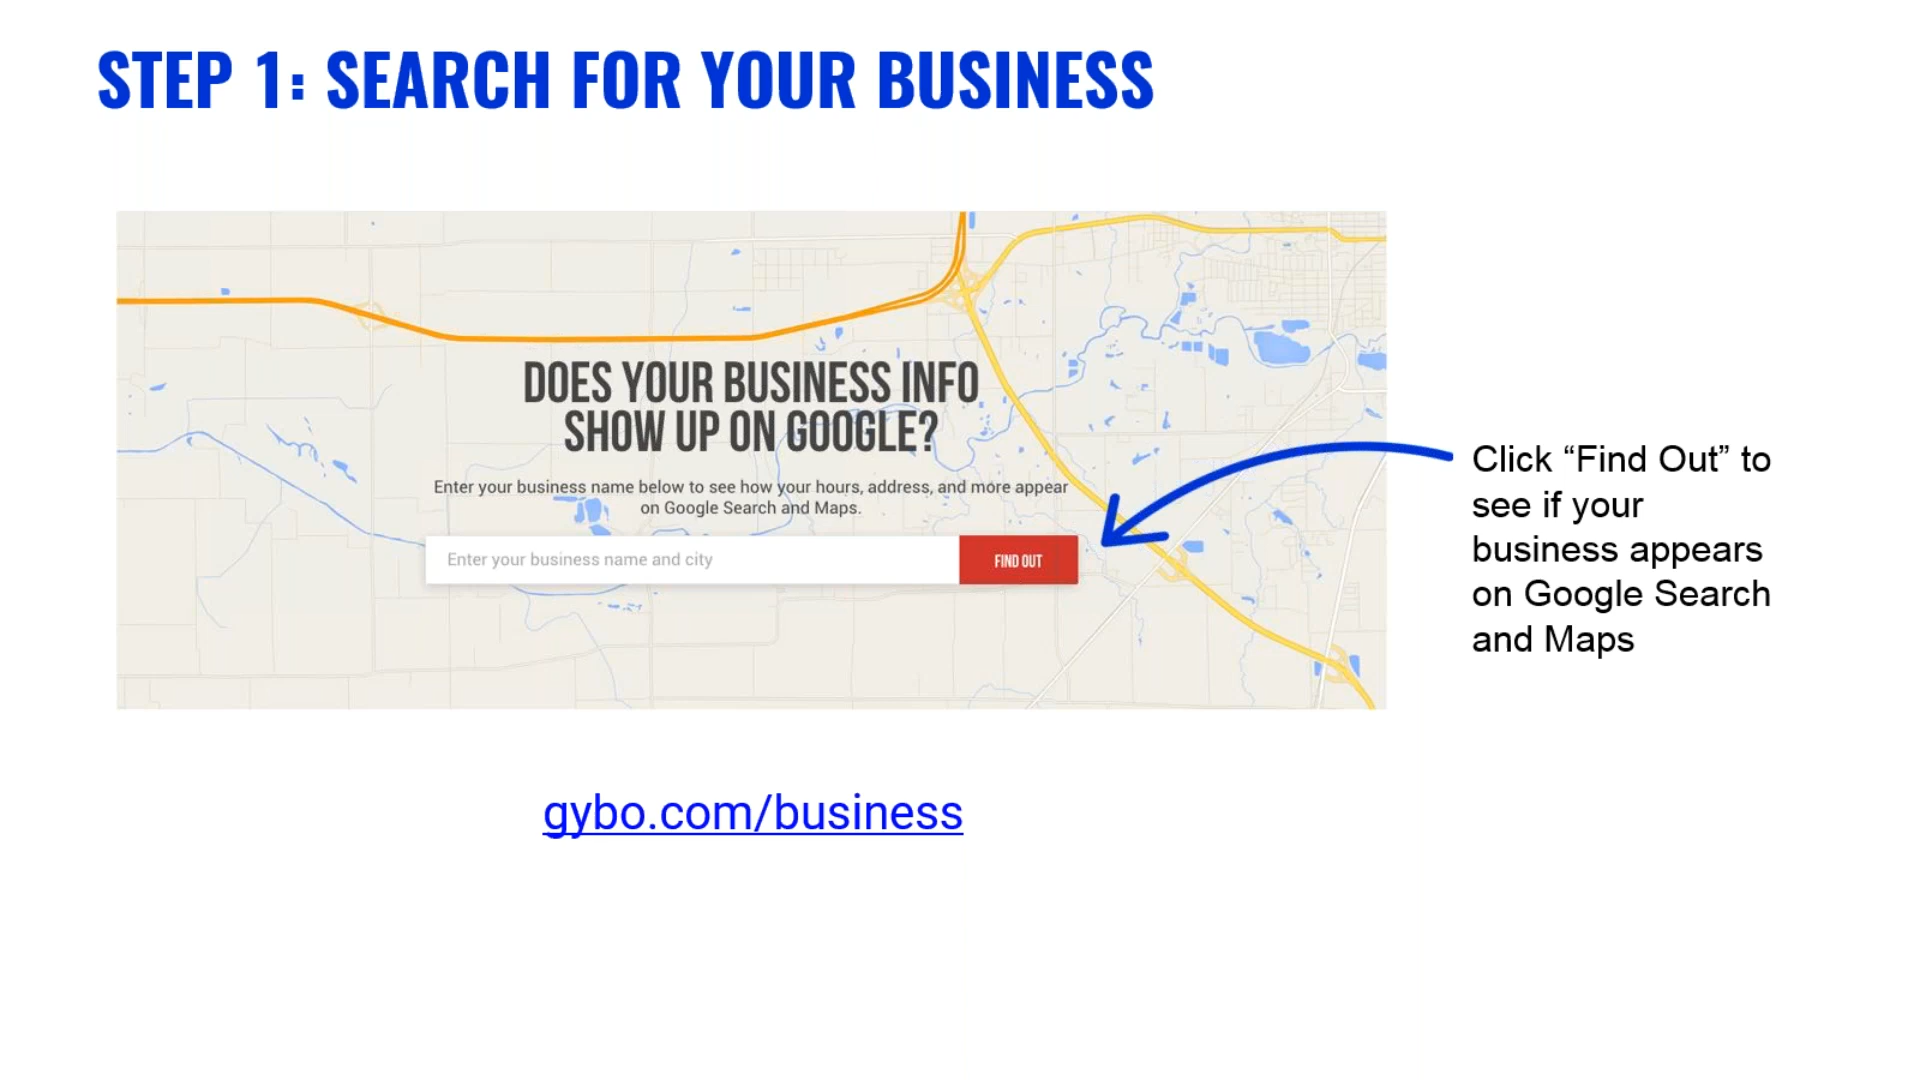 STEP 1: SEARCH FOR YOUR BUSINESS
DOES YOUR BUSINESS INFO
SHOW UP ON GOOGLE?
Enter your business name below to see how your hours, address, and more appear
on Google Search and Maps.
Enter your business name and city
FIND OUT
Click “Find Out” to
see if your
business appears
on Google Search
and Maps
gybo.com/business